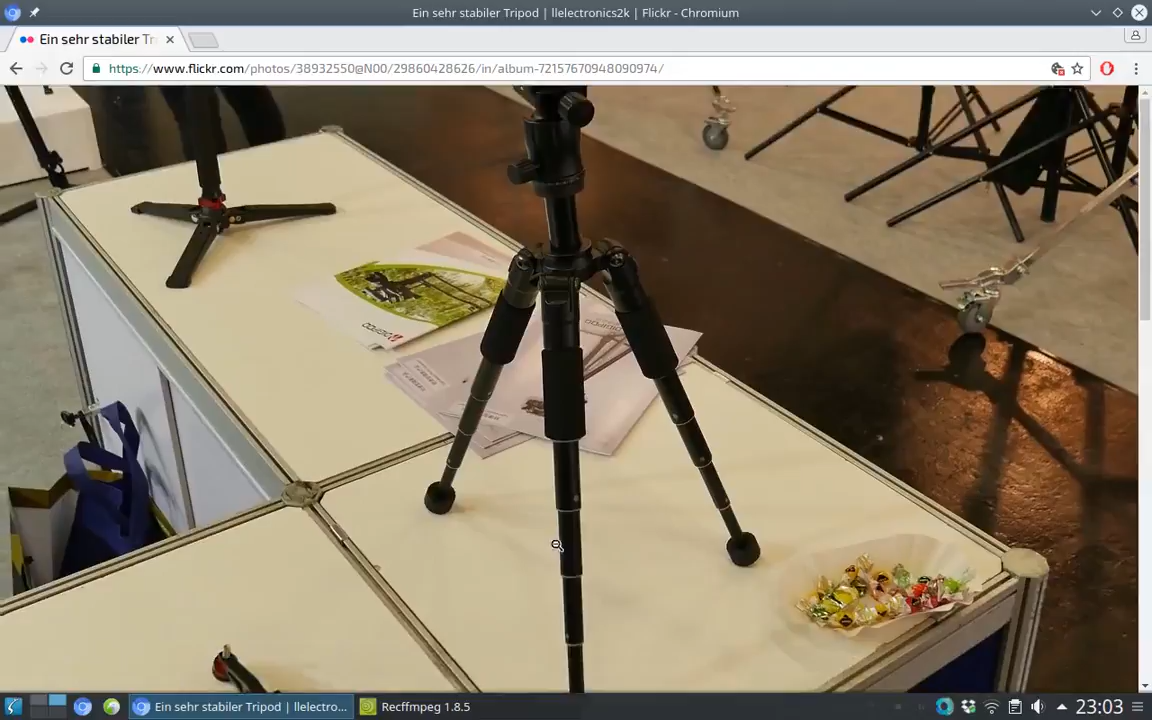 Ein sehr stabiler Tripod | llelectronics2k | Flickr - Chromium
Ein sehr stabiler Tr
https://www.flickr.com/photos/38932550@N00/29860428626/in/album-72157670948090974/
Ein sehr stabiler Tripod | llelectro...
Recffmpeg 1.8.5
23:03